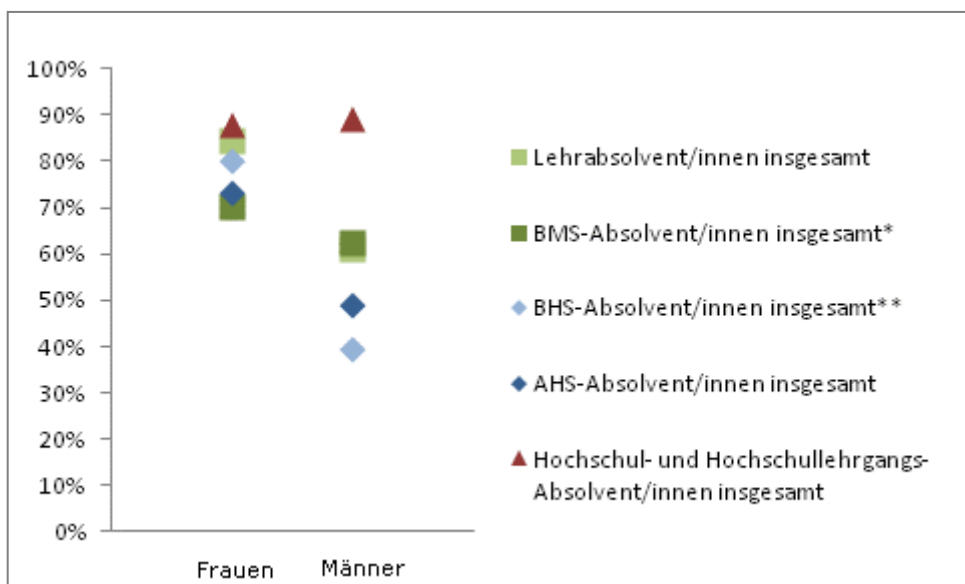 100%
90%
80%
70%
60%
50%
40%
30%
20%
10%
0%
Frauen
Männer
Lehrabsolvent/innen insgesamt
BMS-Absolvent/innen insgesamt*
BHS-Absolvent/innen insgesamt**
AHS-Absolvent/innen insgesamt
Hochschul- und Hochschullehrgangs-
Absolvent/innen insgesamt